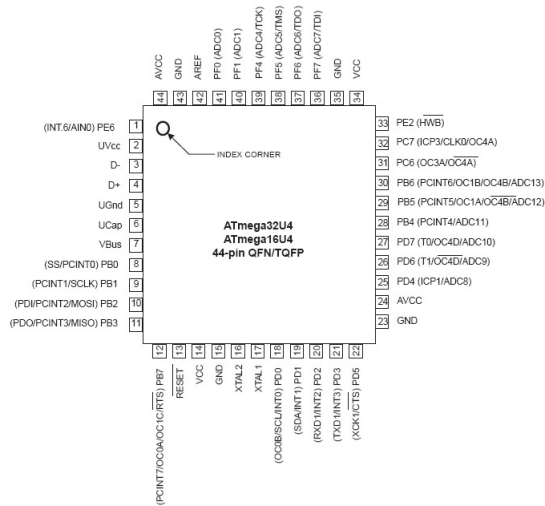 AVCC
GND
AREF
PF0 (ADC0)
PF1 (ADC1)
PF4 (ADC4/TCK)
PF5 (ADC5/TMS)
PF6 (ADC6/TDO)
PF7 (ADC7/TDI)
GND
VCC
44
43
42
41
40
39
38
37
36
35
34
(INT.6/AIN0) PE6 1
UVcc 2
D- 3
D+ 4
UGnd 5
UCap 6
VBus 7
(SS/PCINT0) PB0 8
(PCINT1/SCLK) PB1 9
(PDI/PCINT2/MOSI) PB2 10
(PDO/PCINT3/MISO) PB3 11
INDEX CORNER
ATmega32U4
ATmega16U4
44-pin QFN/TQFP
33 PE2 (HWB)
32 PC7 (ICP3/CLK0/OC4A)
31 PC6 (OC3A/OC4A)
30 PB6 (PCINT6/OC1B/OC4B/ADC13)
29 PB5 (PCINT5/OC1A/OC4B/ADC12)
28 PB4 (PCINT4/ADC11)
27 PD7 (T0/OC4D/ADC10)
26 PD6 (T1/OC4D/ADC9)
25 PD4 (ICP1/ADC8)
24 AVCC
23 GND
12
13
14
15
16
17
18
19
20
21
22
(PCINT7/OC0A/OC1C/RTS) PB7
RESET
VCC
GND
XTAL2
XTAL1
(OC0B/SCL/INT0) PD0
(SDA/INT1) PD1
(RXD1/INT2) PD2
(TXD1/INT3) PD3
(XCK1/CTS) PD5